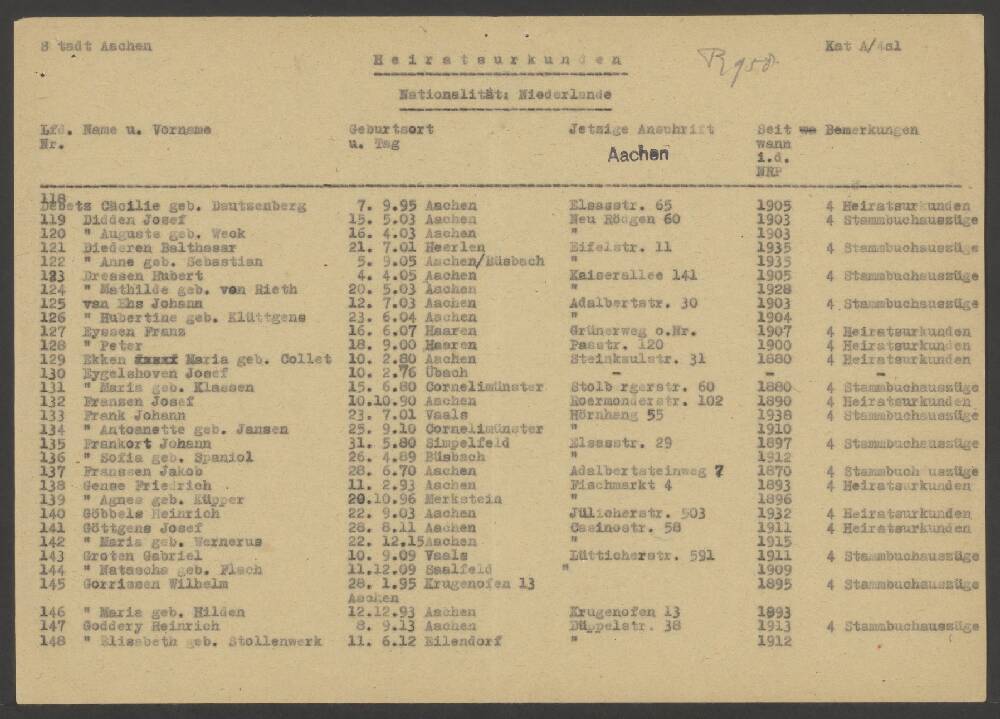 S tadt Aachen Kat A/4a1
Heiratsurkunden R 958
Nationalität: Niederlande
Lfd. Name u. Vorname Geburtsort Jetzige Anschrift Seit Bemerkungen
Nr. u. Tag Aachen wann
i.d.
NRP
118
Debetz Cäcilie geb. Dautzenberg 7. 9.95 Aachen Elsasstr. 65 1905 4 Heiratsurkunden
119 Didden Josef 15. 5.03 Aachen Neu Rödgen 60 1903 4 Stammbuchauszüge
120 " Auguste geb. Weok 16. 4.03 Aachen " 1903
121 Diederen Balthasar 21. 7.01 Heerlen Eifelstr. 11 1935 4 Stammbuchauszüge
122 " Anne geb. Sebastian 5. 9.05 Aachen/Büsbach " 1935
123 Dressen Hubert 4. 4.05 Aachen Kaiserallee 141 1905 4 Stammbuchauszüge
124 " Mathilde geb. von Rieth 20. 5.03 Aachen " 1928
125 van Ehs Johann 12. 7.03 Aachen Adalbertstr. 30 1903 4 Stammbuchauszüge
126 " Hubertine geb. Klüttgens 23. 6.04 Aachen " 1904
127 Eyssen Franz 16. 6.07 Haaren Grünerweg o.Nr. 1907 4 Heiratsurkunden
128 " Peter 18. 9.00 Haaren Passtr. 120 1900 4 Heiratsurkunden
129 Ekken Maria geb. Collet 10. 2.80 Aachen Steinkaulstr. 31 1880 4 Heiratsurkunden
130 Eygelshoven Josef 10. 2.76 Übach - - -
131 " Maria geb. Klassen 15. 6.80 Cornelimünster Stolb rgerstr. 60 1880 4 Stammbuchauszüge
132 Fransen Josef 10.10.90 Aachen Roermonderstr. 102 1890 4 Heiratsurkunden
133 Frank Johann 23. 7.01 Vaals Hörnhang 55 1938 4 Stammbuchauszüge
134 " Antoanette geb. Jansen 25. 9.10 Cornelimünster " 1910
135 Frankort Johann 31. 5.80 Simpelfeld Elsasstr. 29 1897 4 Stammbuchauszüge
136 " Sofia geb. Spaniol 26. 4.89 Büsbach " 1912
137 Franssen Jakob 28. 6.70 Aachen Adalbertsteinweg 7 1870 4 Stammbuch uszüge
138 Gense Friedrich 11. 2.93 Aachen Fischmarkt 4 1893 4 Heiratsurkunden
139 " Agnes geb. Küpper 20.10.96 Merkstein " 1896
140 Göbbels Heinrich 22. 9.03 Aachen Jülicherstr. 503 1932 4 Heiratsurkunden
141 Göttgens Josef 28. 8.11 Aachen Casinostr. 58 1911 4 Heiratsurkunden
142 " Maria geb. Wernerus 22. 12.15Aachen " 1915
143 Groten Gabriel 10. 9.09 Vaals Lütticherstr. 591 1911 4 Stammbuchauszüge
144 " Natascha geb. Flach 11.12.09 Saalfeld " 1909
145 Gorrissen Wilhelm 28. 1.95 Krugenofen 13 1895 4 Stammbuchauszüge
Aachen
146 " Maria geb. Hilden 12.12.93 Aachen Krugenofen 13 1893
147 Goddery Heinrich 8. 9.13 Aachen Düppelstr. 38 1913 4 Stammbuchauszüge
148 " Elisabeth geb. Stollenwerk 11. 6.12 Eilendorf " 1912